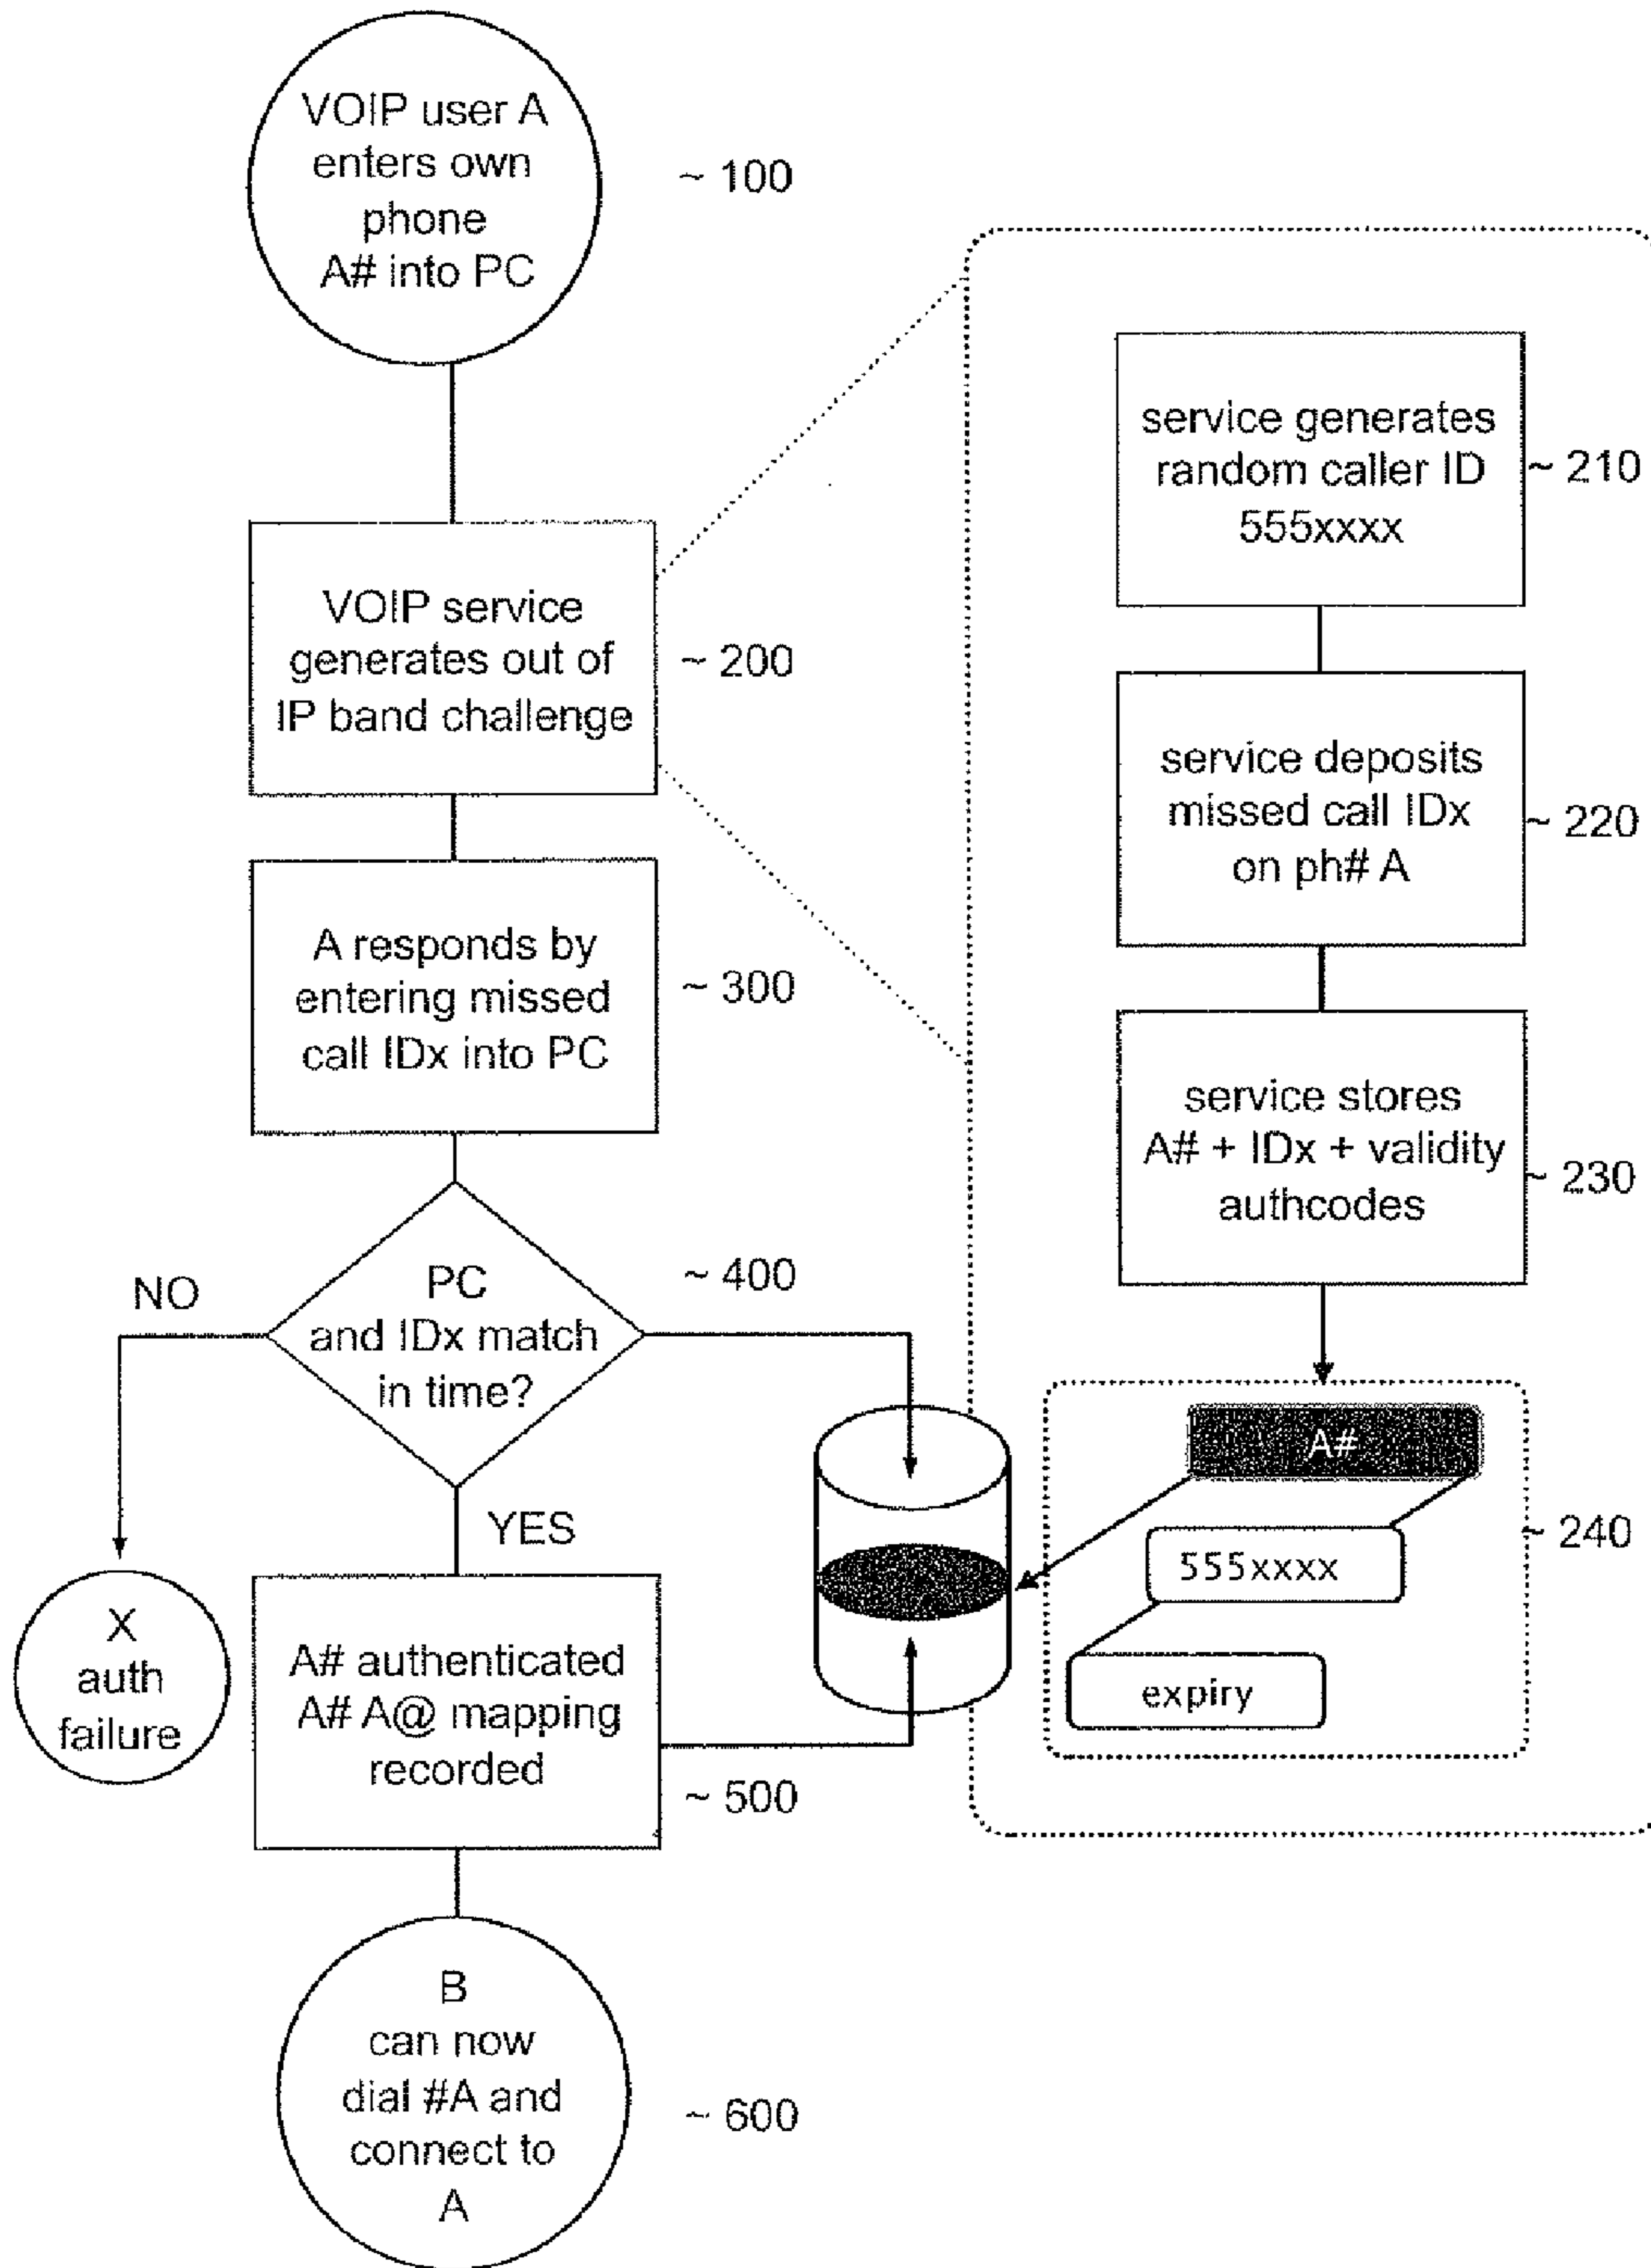 VOIP user A
enters own
phone
A# into PC
~ 100
VOIP service
generates out of
IP band challenge
~ 200
A responds by
entering missed
call IDx into PC
~ 300
PC
and IDx match
in time?
~ 400
NO
YES
X
auth
failure
A# authenticated
A# A@ mapping
recorded
~ 500
B
can now
dial #A and
connect to
A
~ 600
service generates
random caller ID
555xxxx
~ 210
service deposits
missed call IDx
on ph# A
~ 220
service stores
A# + IDx + validity
authcodes
~ 230
A#
555xxxx
expiry
~ 240